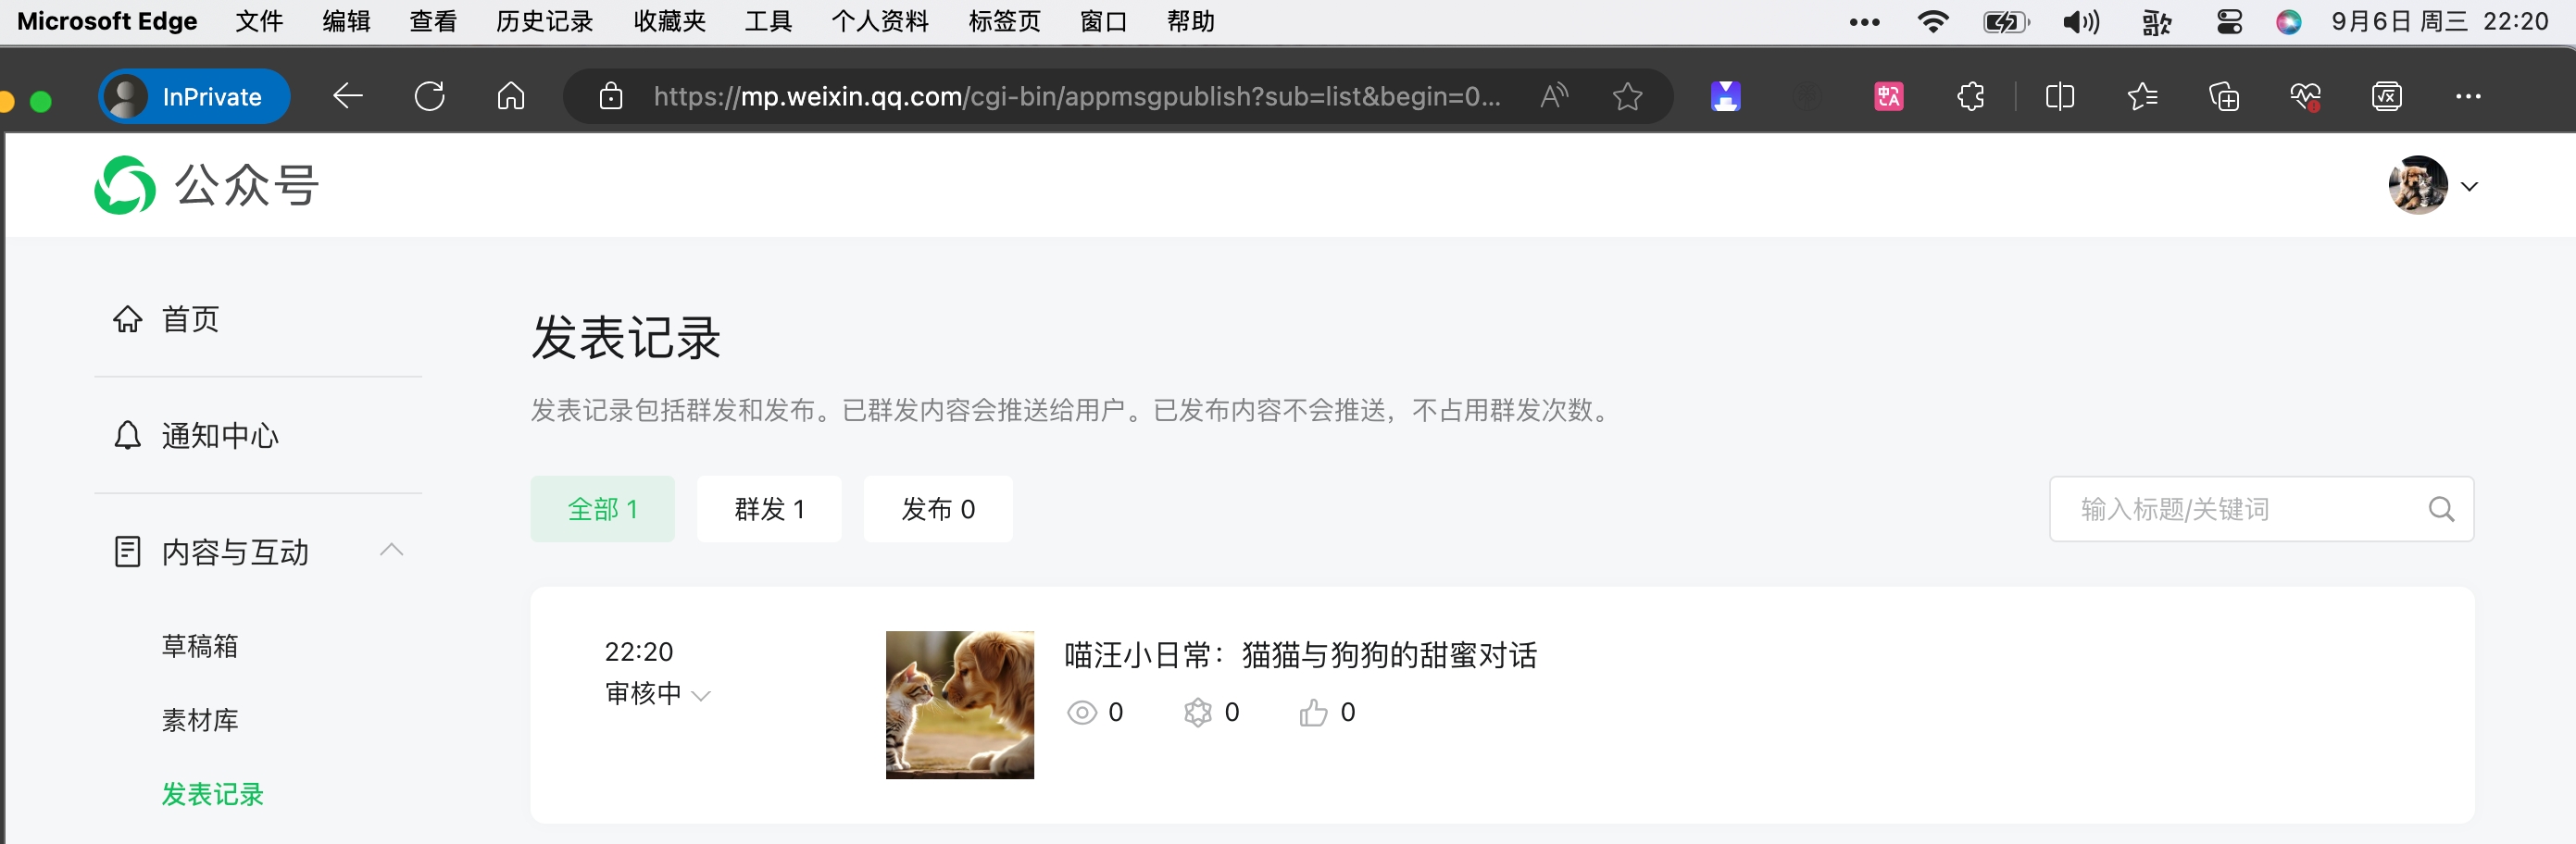 Microsoft Edge 文件 编辑 查看 历史记录 收藏夹 工具 个人资料 标签页 窗口 帮助 ••• 歌 9月6日 周三 22:20
InPrivate https://mp.weixin.qq.com/cgi-bin/appmsgpublish?sub=list&begin=0... A 中A √x ...
公众号
首页
通知中心
内容与互动
草稿箱
素材库
发表记录
发表记录
发表记录包括群发和发布。已群发内容会推送给用户。已发布内容不会推送，不占用群发次数。
全部 1 群发 1 发布 0 输入标题/关键词
22:20
审核中
喵汪小日常：猫猫与狗狗的甜蜜对话
0 0 0